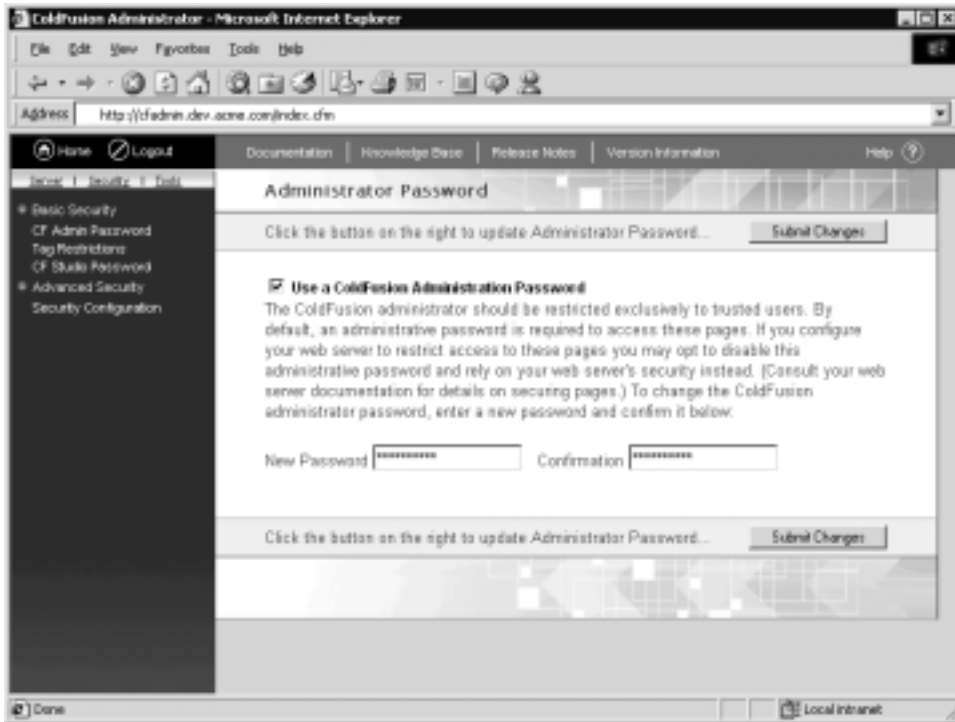 ColdFusion Administrator - Microsoft Internet Explorer
File Edit View Favorites Tools Help
Address http://cfadmin.dev.acme.com/index.cfm
Home Logout
Documentation Knowledge Base Release Notes Version Information Help ?
Server | Security | Tools
Administrator Password
Basic Security
CF Admin Password
Tag Restrictions
CF Studio Password
Advanced Security
Security Configuration
Click the button on the right to update Administrator Password... Submit Changes
Use a ColdFusion Administration Password
The ColdFusion administrator should be restricted exclusively to trusted users. By
default, an administrative password is required to access these pages. If you configure
your web server to restrict access to these pages you may opt to disable this
administrative password and rely on your web server's security instead. (Consult your web
server documentation for details on securing pages.) To change the ColdFusion
administrator password, enter a new password and confirm it below:
New Password ********** Confirmation **********
Click the button on the right to update Administrator Password... Submit Changes
Done Local intranet